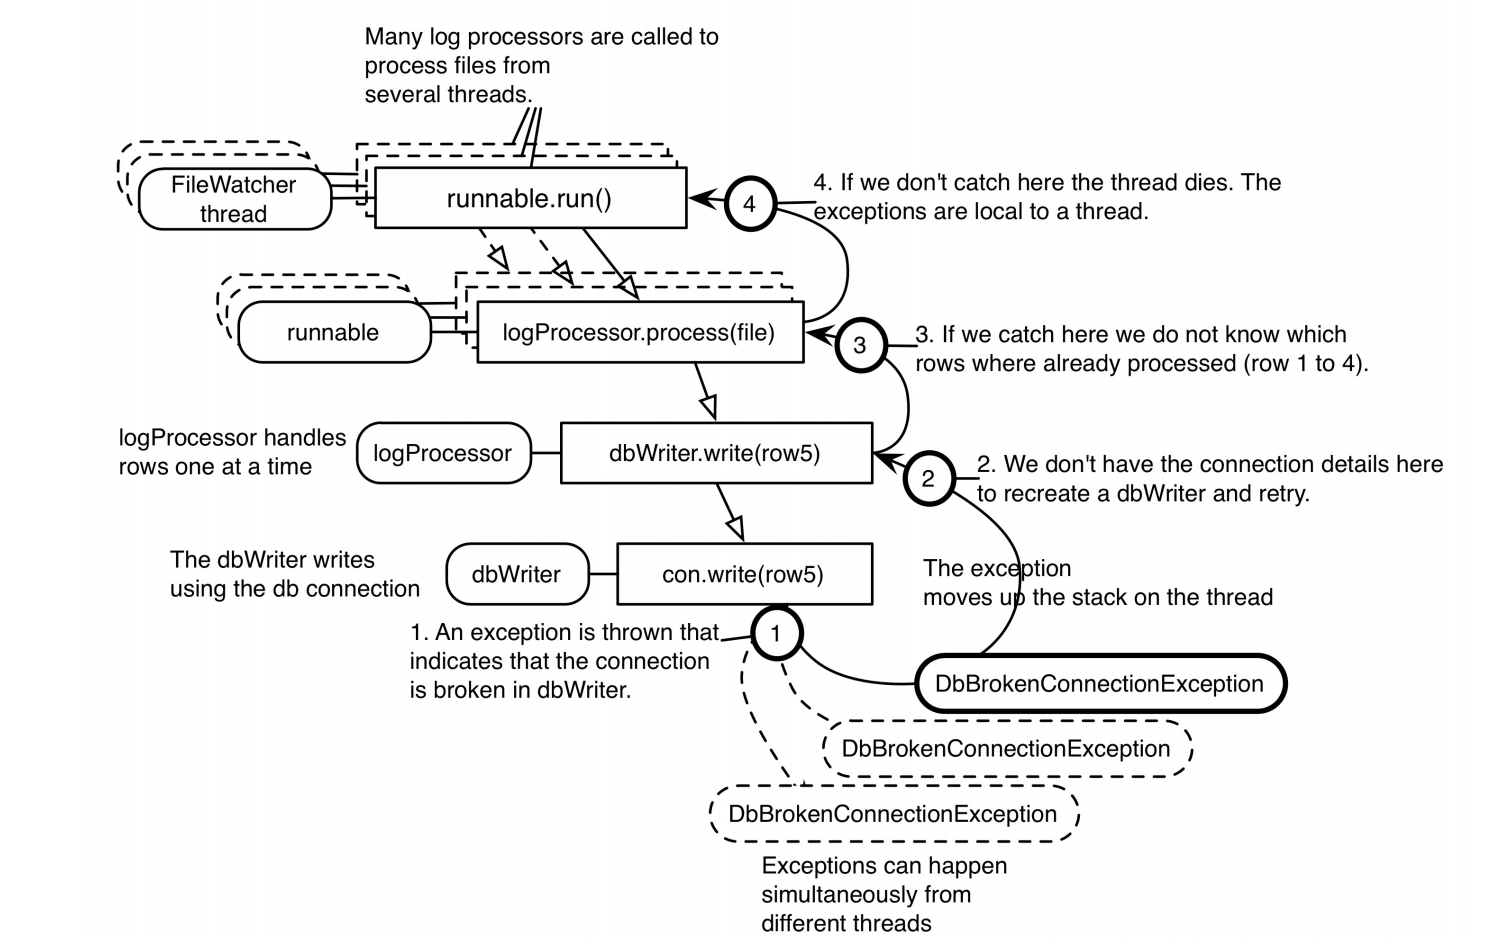 Many log processors are called to
process files from
several threads.
FileWatcher
thread
runnable.run()
4
4. If we don't catch here the thread dies. The
exceptions are local to a thread.
runnable
logProcessor.process(file)
3
3. If we catch here we do not know which
rows where already processed (row 1 to 4).
logProcessor handles
rows one at a time
logProcessor
dbWriter.write(row5)
2
2. We don't have the connection details here
to recreate a dbWriter and retry.
The dbWriter writes
using the db connection
dbWriter
con.write(row5)
The exception
moves up the stack on the thread
1. An exception is thrown that
indicates that the connection
is broken in dbWriter.
1
DbBrokenConnectionException
DbBrokenConnectionException
DbBrokenConnectionException
Exceptions can happen
simultaneously from
different threads